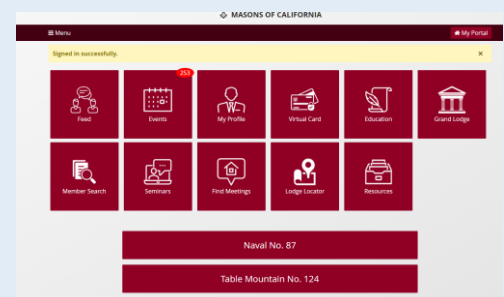 MASONS OF CALIFORNIA
Menu
My Portal
Signed in successfully.
×
253
Feed
Events
My Profile
Virtual Card
Education
Grand Lodge
Member Search
Seminars
Find Meetings
Lodge Locator
Resources
Naval No. 87
Table Mountain No. 124